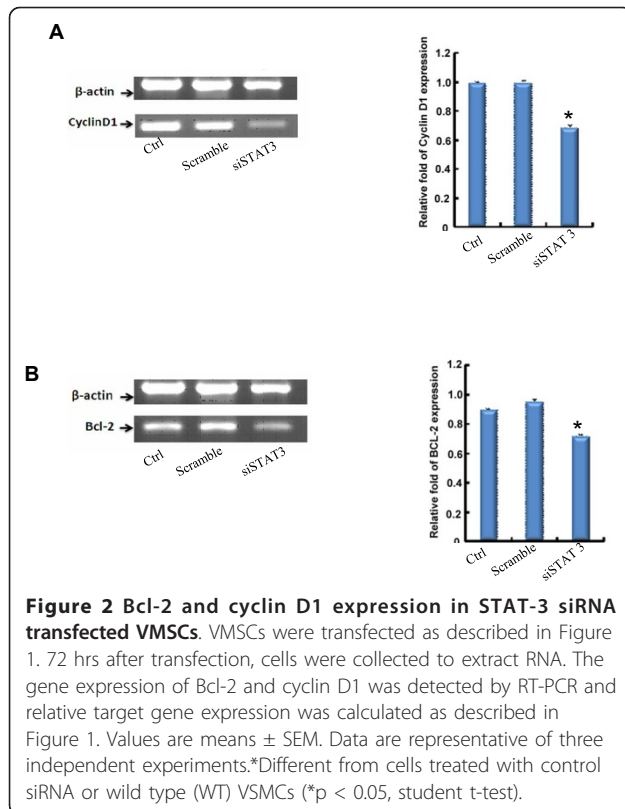 A
β-actin
CyclinD1
Ctrl
Scramble
siSTAT3
Relative fold of Cyclin D1 expression
1.2
1.0
0.8
0.6
0.4
0.2
0
*
Ctrl
Scramble
siSTAT 3
B
β-actin
Bcl-2
Ctrl
Scramble
siSTAT3
Relative fold of BCL-2 expression
1.2
1.0
0.8
0.6
0.4
0.2
0
*
Ctrl
Scramble
siSTAT 3
Figure 2 Bcl-2 and cyclin D1 expression in STAT-3 siRNA
transfected VMSCs. VMSCs were transfected as described in Figure
1. 72 hrs after transfection, cells were collected to extract RNA. The
gene expression of Bcl-2 and cyclin D1 was detected by RT-PCR and
relative target gene expression was calculated as described in
Figure 1. Values are means ± SEM. Data are representative of three
independent experiments.*Different from cells treated with control
siRNA or wild type (WT) VSMCs (*p < 0.05, student t-test).